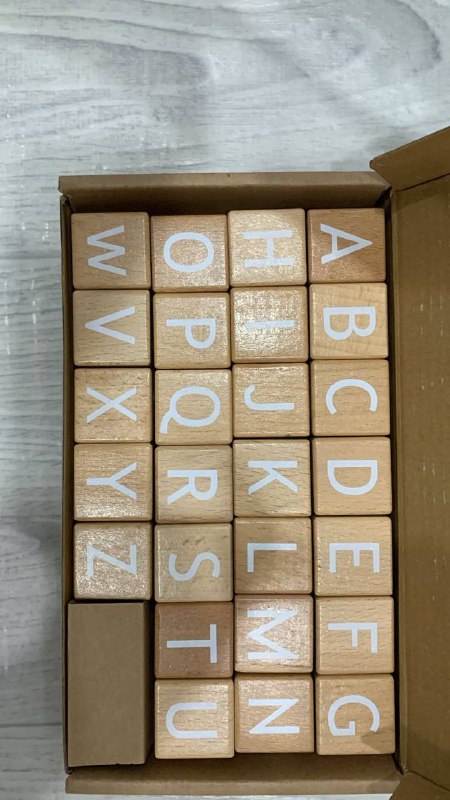 A B C D E F G
H I J K L M N
O P Q R S T U
W V X Y Z